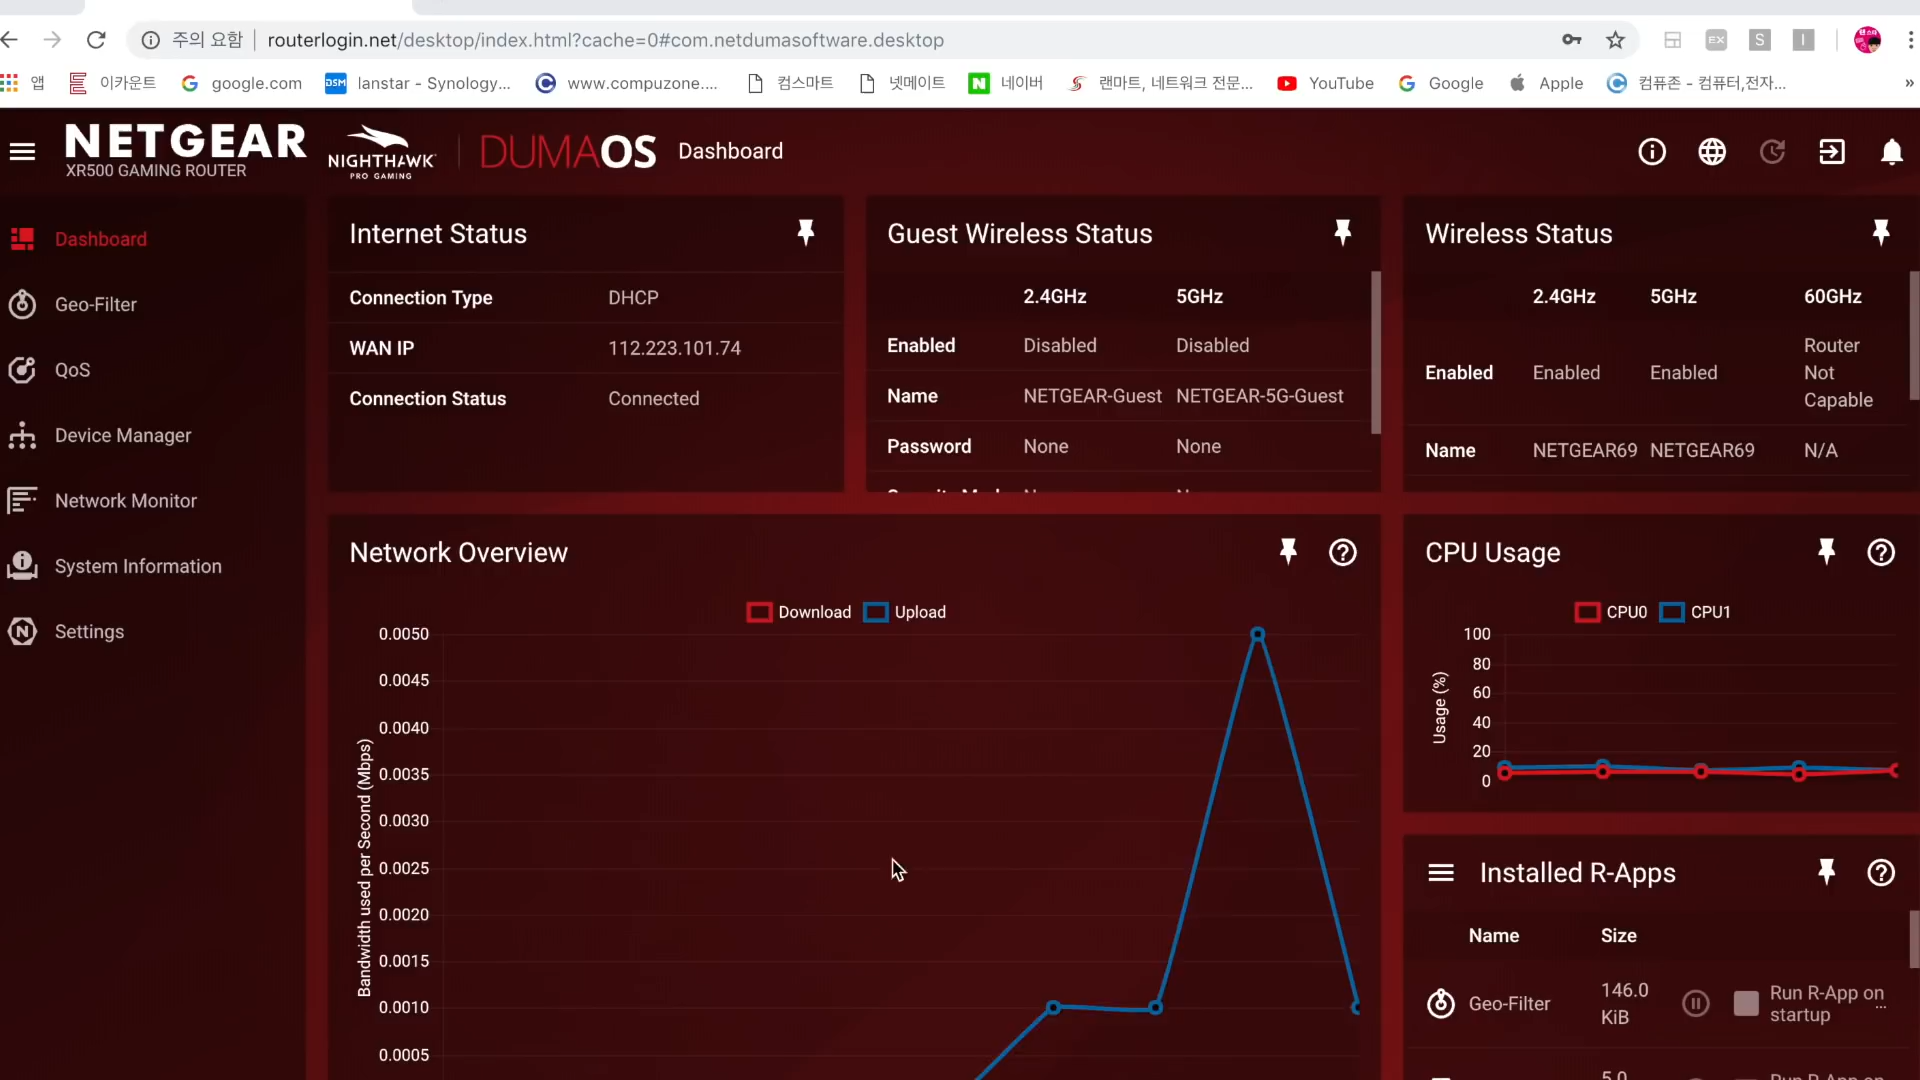 주의 요함 routerlogin.net/desktop/index.html?cache=0#com.netdumasoftware.desktop
EX S I
앱 이카운트 google.com DSM lanstar - Synology... www.compuzone.... 컴스마트 넷메이트 N 네이버 랜마트, 네트워크 전문... YouTube Google Apple 컴퓨존 - 컴퓨터,전자... »
NETGEAR
XR500 GAMING ROUTER
NIGHTHAWK
PRO GAMING
DUMAOS Dashboard
Dashboard
Geo-Filter
QoS
Device Manager
Network Monitor
System Information
Settings
Internet Status
Connection Type DHCP
WAN IP 112.223.101.74
Connection Status Connected
Guest Wireless Status
2.4GHz 5GHz
Enabled Disabled Disabled
Name NETGEAR-Guest NETGEAR-5G-Guest
Password None None
Wireless Status
2.4GHz 5GHz 60GHz
Enabled Enabled Enabled Router Not Capable
Name NETGEAR69 NETGEAR69 N/A
Network Overview
Download Upload
Bandwidth used per Second (Mbps)
0.0050
0.0045
0.0040
0.0035
0.0030
0.0025
0.0020
0.0015
0.0010
0.0005
CPU Usage
CPU0 CPU1
Usage (%)
100
80
60
40
20
0
Installed R-Apps
Name Size
Geo-Filter 146.0 KiB Run R-App on startup